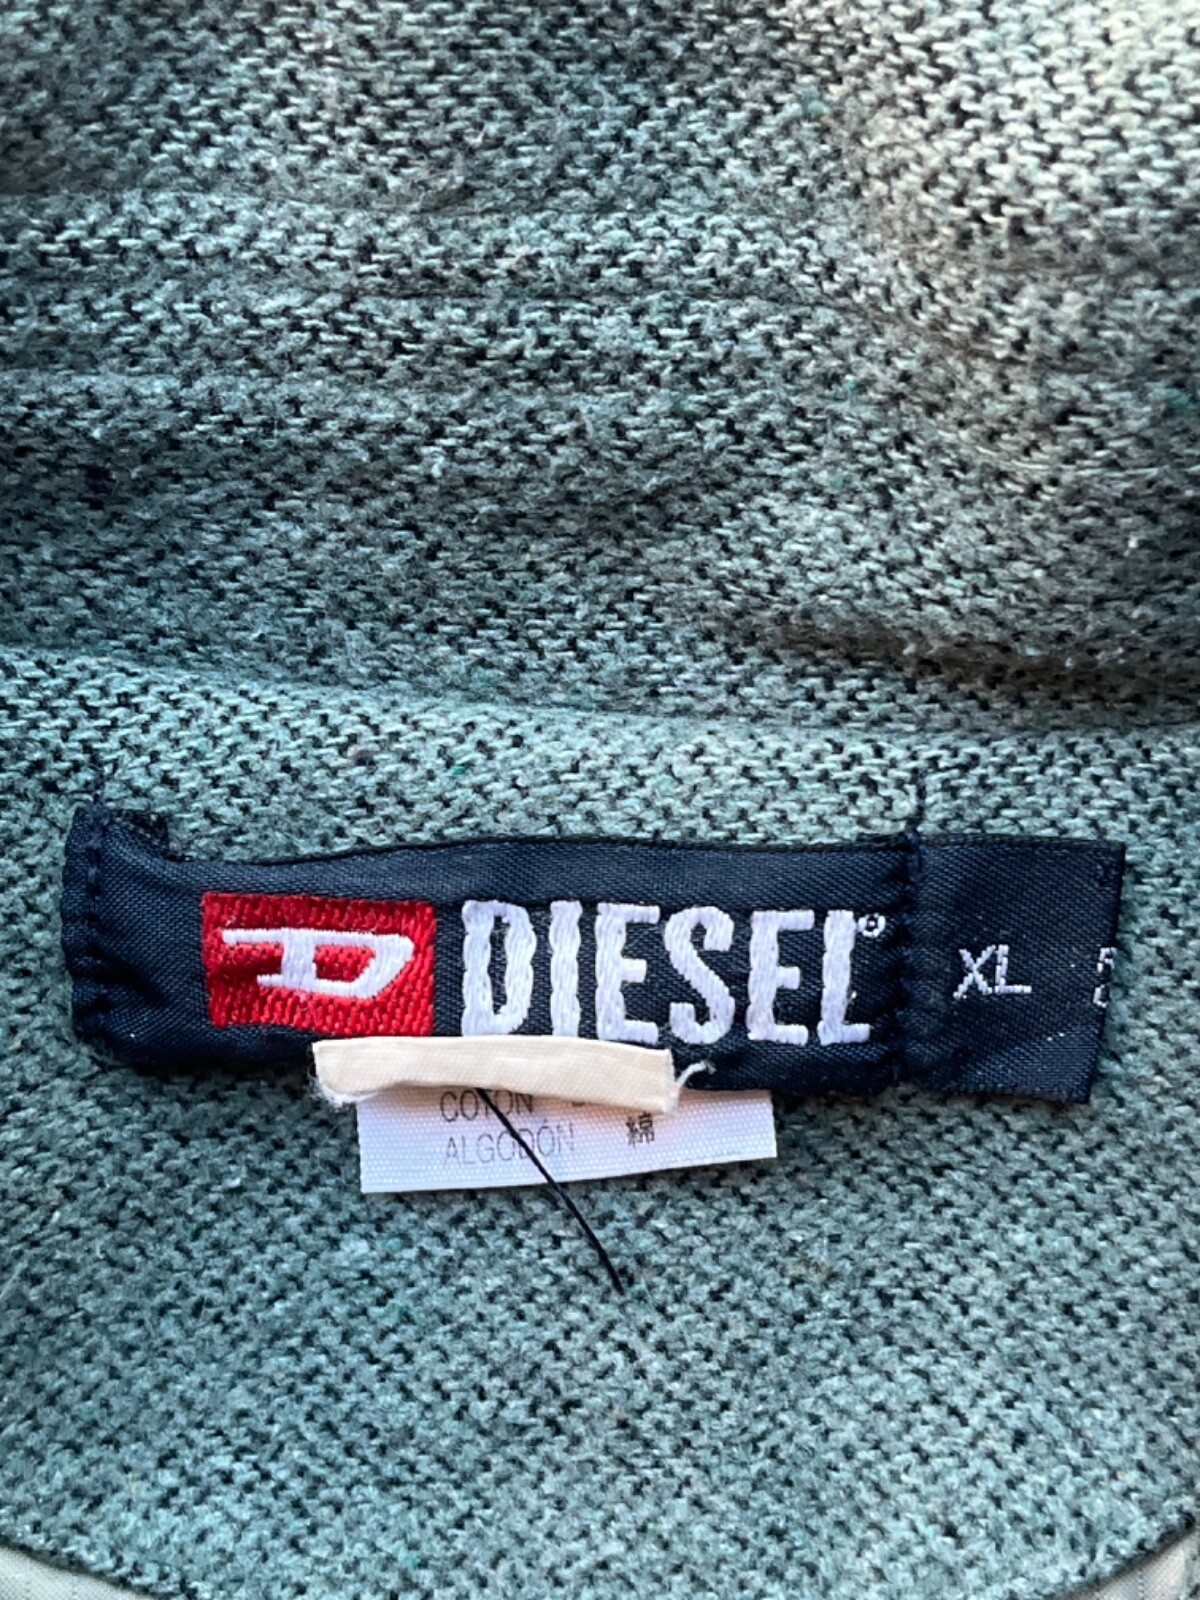 D DIESEL®
XL
COTON
ALGODÓN 綿